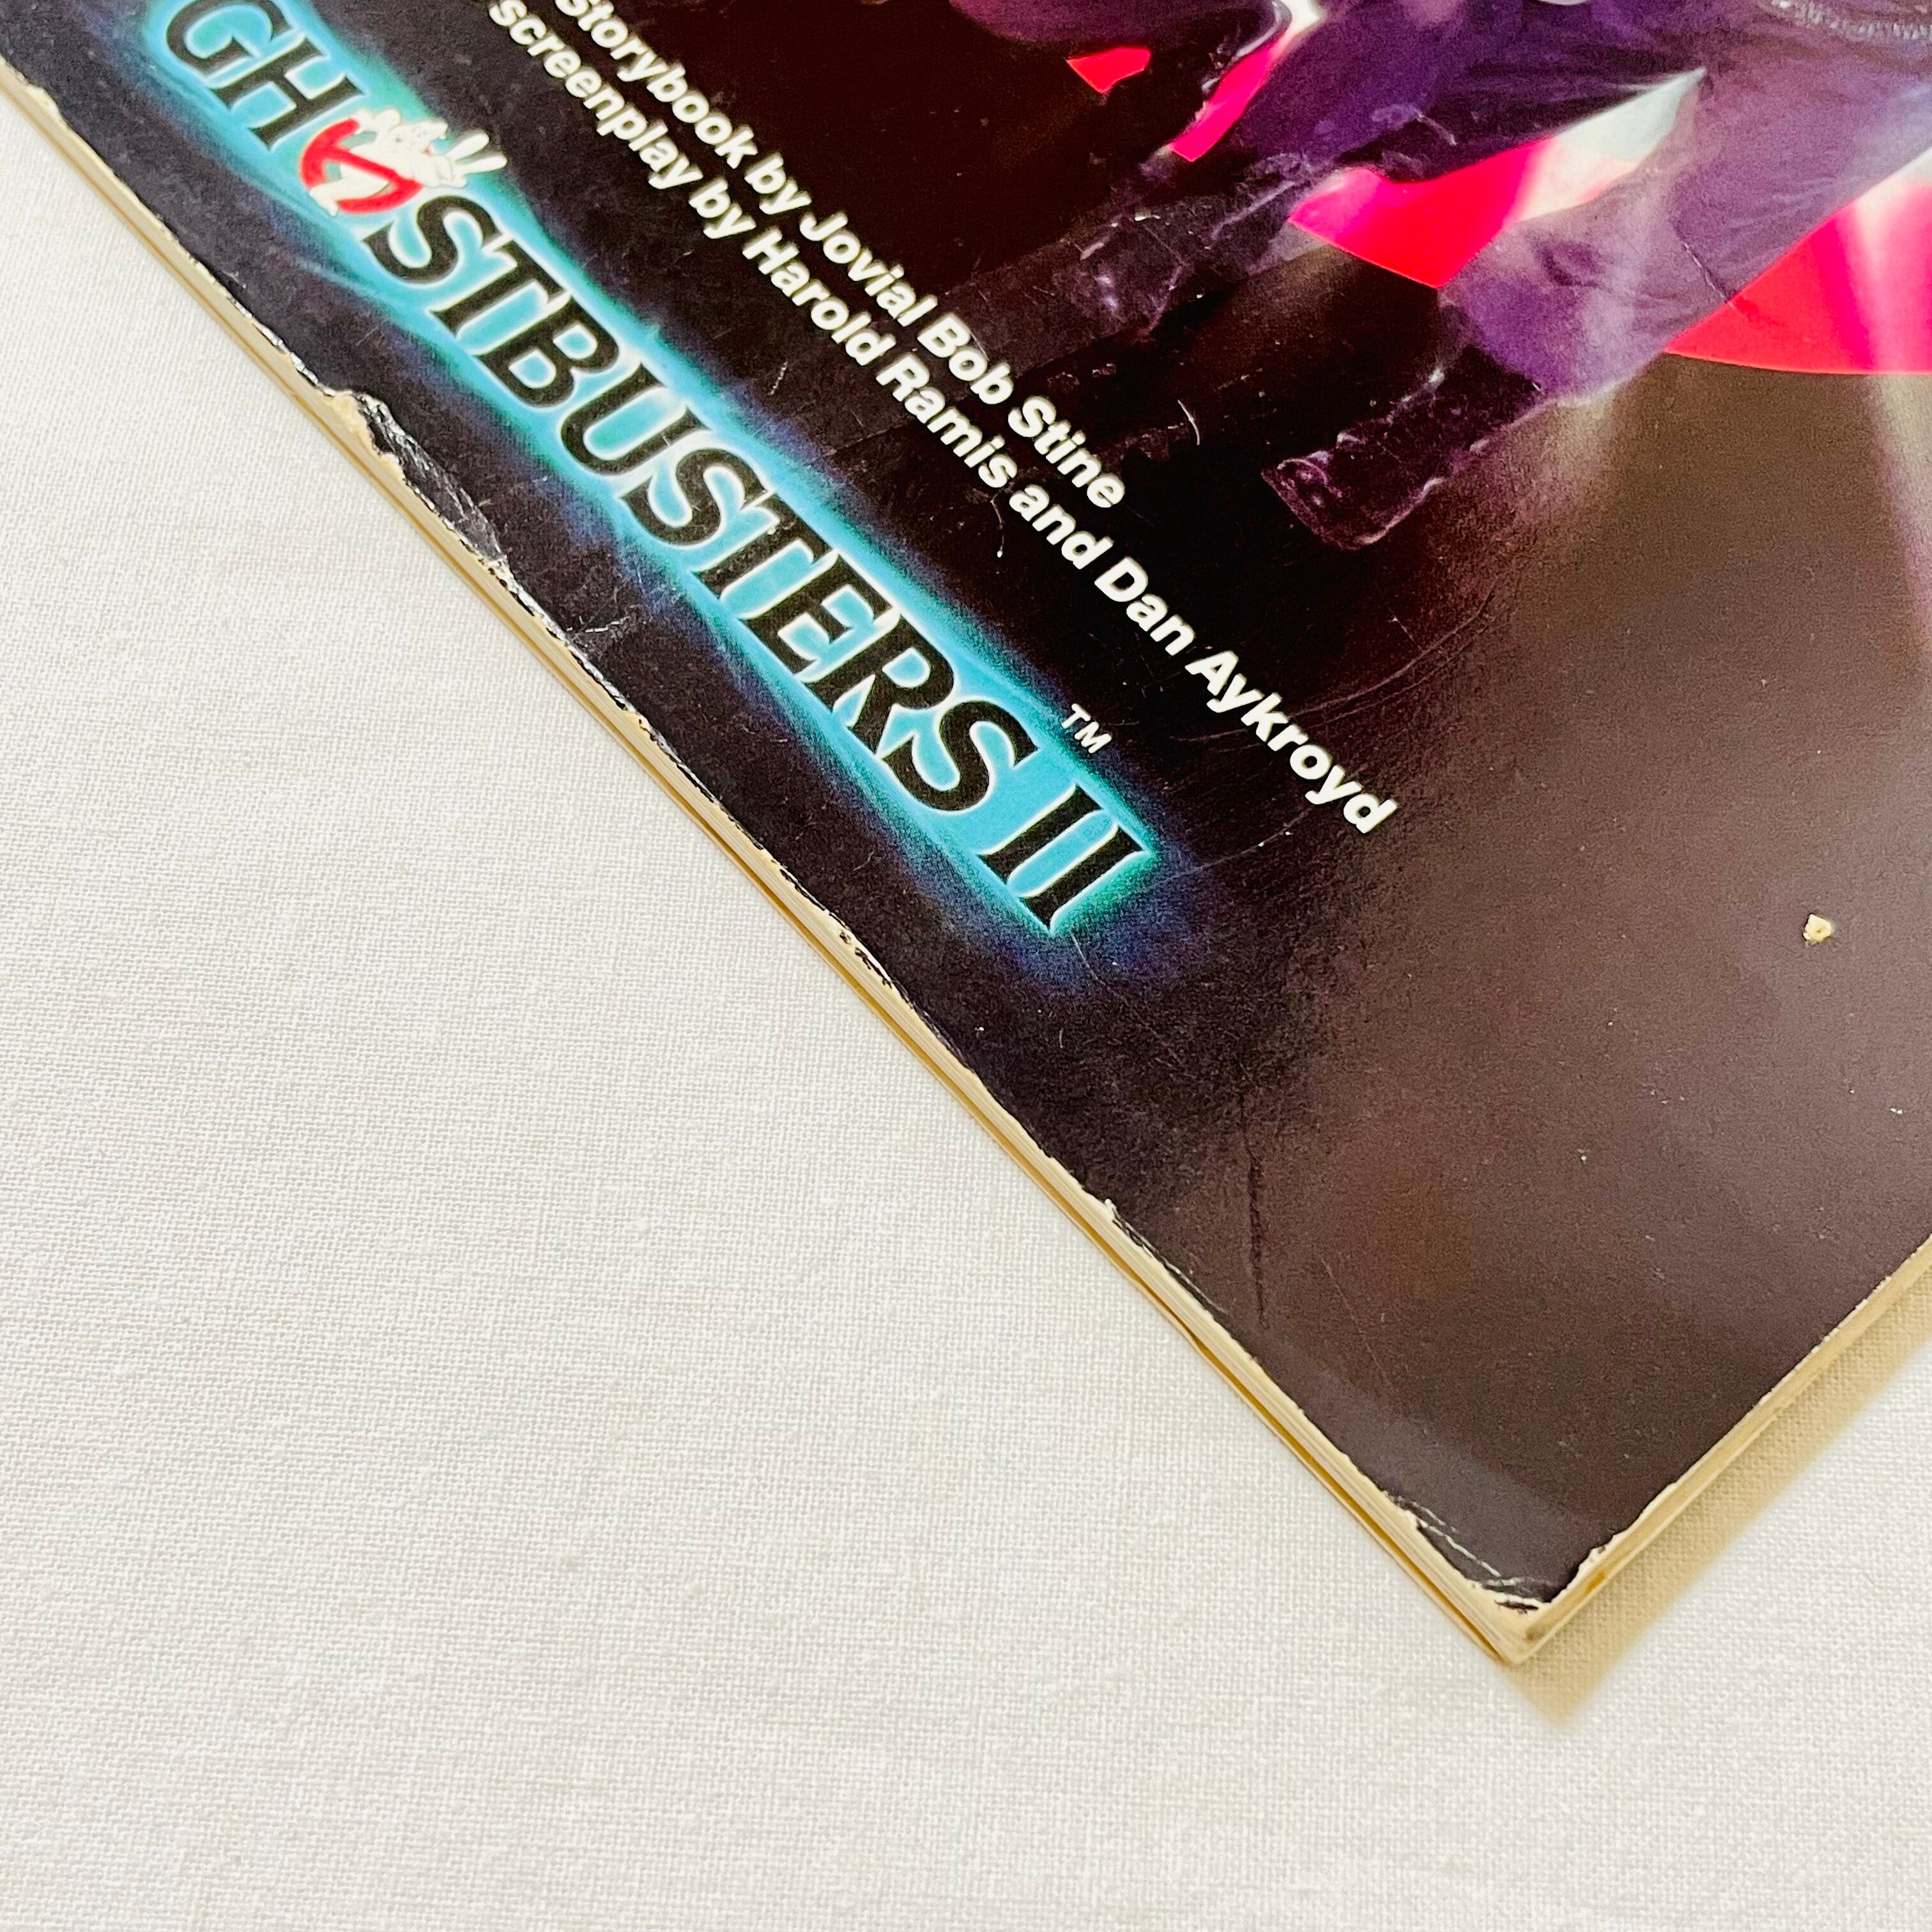 Storybook by Jovial Bob Stine
screenplay by Harold Ramis and Dan Aykroyd
GHOSTBUSTERS II™